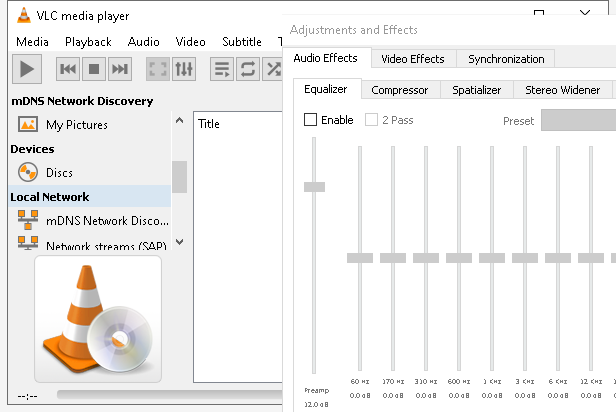 VLC media player
Media Playback Audio Video Subtitle
mDNS Network Discovery
My Pictures
Devices
Discs
Local Network
mDNS Network Disco...
Network streams (SAP)
Title
--:--
Adjustments and Effects
Audio Effects Video Effects Synchronization
Equalizer Compressor Spatializer Stereo Widener
Enable 2 Pass Preset
60 Hz 170 Hz 310 Hz 600 Hz 1 KHz 3 KHz 6 KHz 12 KHz
Preamp 0.0 dB 0.0 dB 0.0 dB 0.0 dB 0.0 dB 0.0 dB 0.0 dB 0.0 dB
12.0 dB